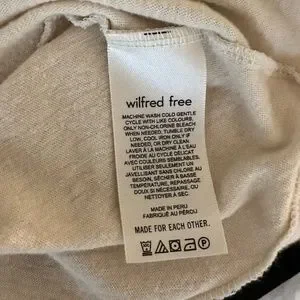 wilfred free
MACHINE WASH COLD GENTLE
CYCLE WITH LIKE COLOURS,
ONLY NON-CHLORINE BLEACH
WHEN NEEDED, TUMBLE DRY
LOW, COOL IRON ONLY IF
NEEDED, OR DRY CLEAN.
LAVER À LA MACHINE À L'EAU
FROIDE AU CYCLE DÉLICAT
AVEC COULEURS SEMBLABLES.
UTILISER SEULEMENT UN
JAVELLISANT SANS CHLORE AU
BESOIN, SÉCHER À BASSE
TEMPÉRATURE, REPASSAGE
DOUX SI NÉCESSAIRE, OU
NETTOYER À SEC.
MADE IN PERU
FABRIQUÉ AU PÉROU
MADE FOR EACH OTHER.